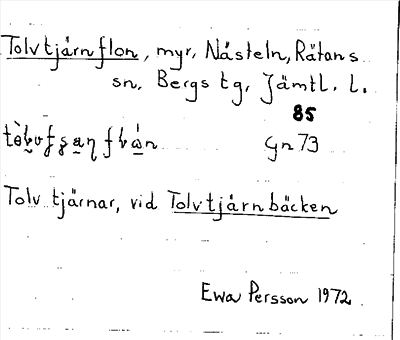 Tolvtjärnflon, myr, Nästeln, Rätans
sn, Bergs tg, Jämtl. l.
85
Gn 73
Tolv tjärnar, vid Tolvtjärnbäcken
Ewa Persson 1972